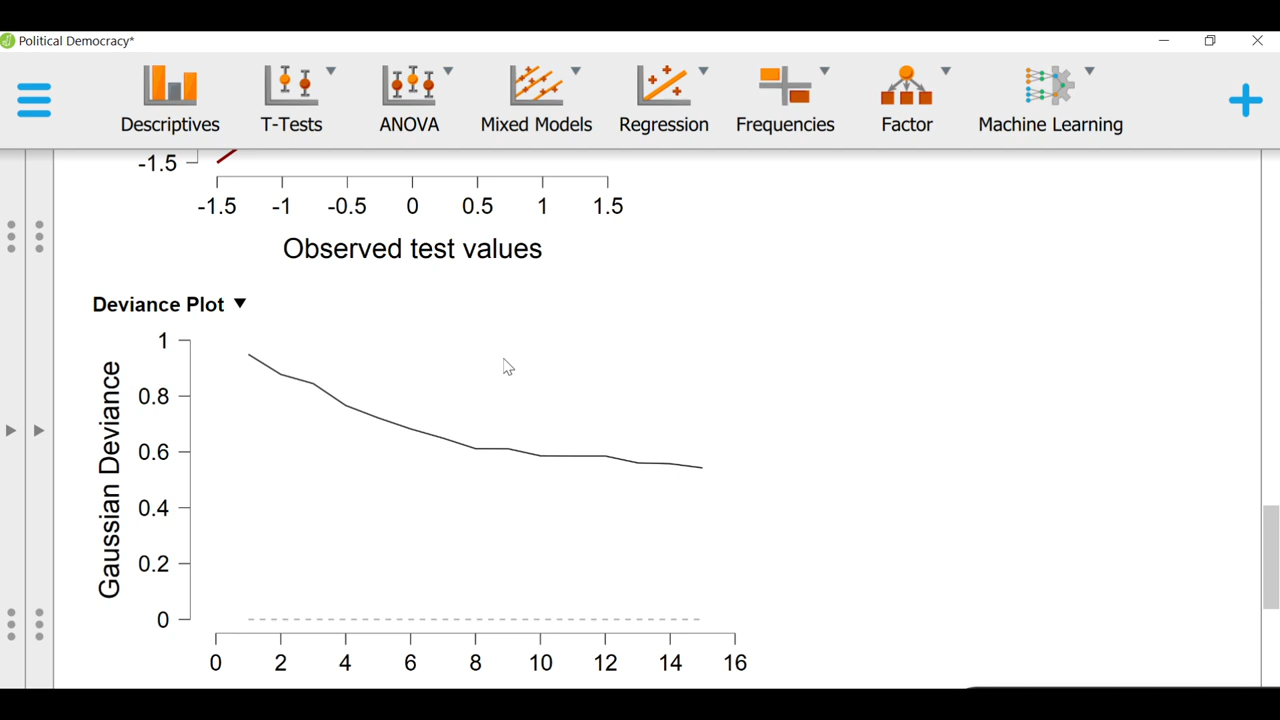 Political Democracy*
Descriptives T-Tests ANOVA Mixed Models Regression Frequencies Factor Machine Learning
-1.5
-1.5 -1 -0.5 0 0.5 1 1.5
Observed test values
Deviance Plot
Gaussian Deviance
1
0.8
0.6
0.4
0.2
0
0 2 4 6 8 10 12 14 16